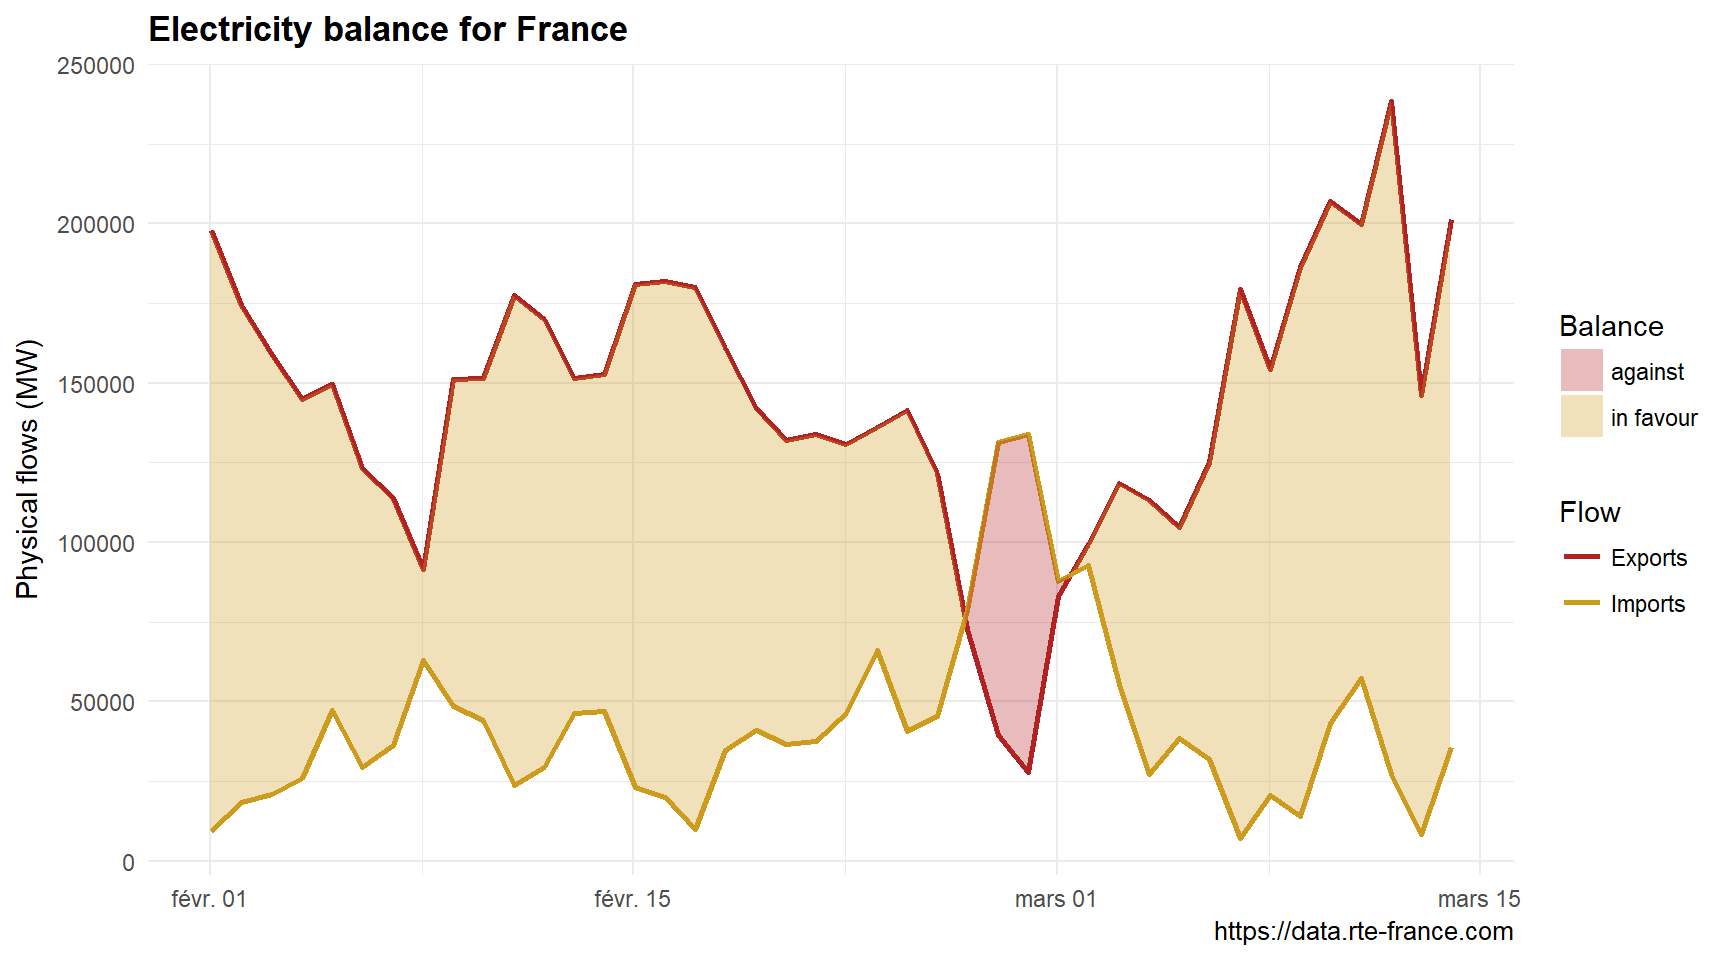 Electricity balance for France
Physical flows (MW)
250000
200000
150000
100000
50000
0
févr. 01
févr. 15
mars 01
mars 15
https://data.rte-france.com
Balance
against
in favour
Flow
Exports
Imports